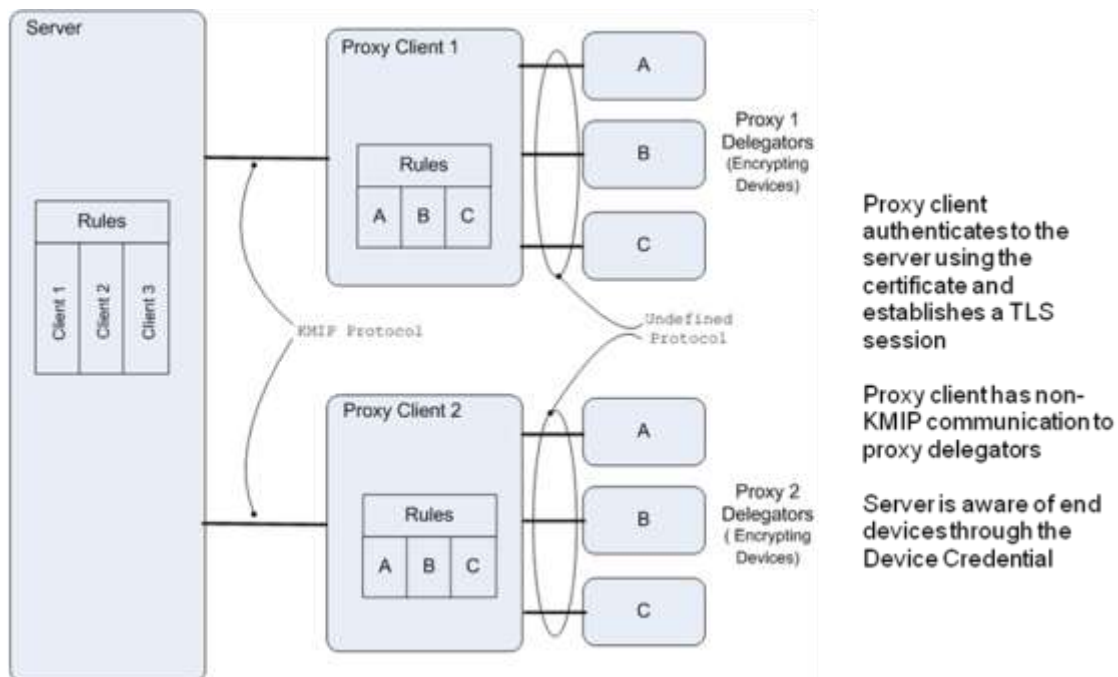 Server
Rules
Client 1
Client 2
Client 3
KMIP Protocol
Proxy Client 1
Rules
A B C
A
B
C
Proxy 1
Delegators
(Encrypting
Devices)
Undefined
Protocol
Proxy Client 2
Rules
A B C
A
B
C
Proxy 2
Delegators
( Encrypting
Devices)
Proxy client
authenticates to the
server using the
certificate and
establishes a TLS
session
Proxy client has non-
KMIP communication to
proxy delegators
Server is aware of end
devices through the
Device Credential